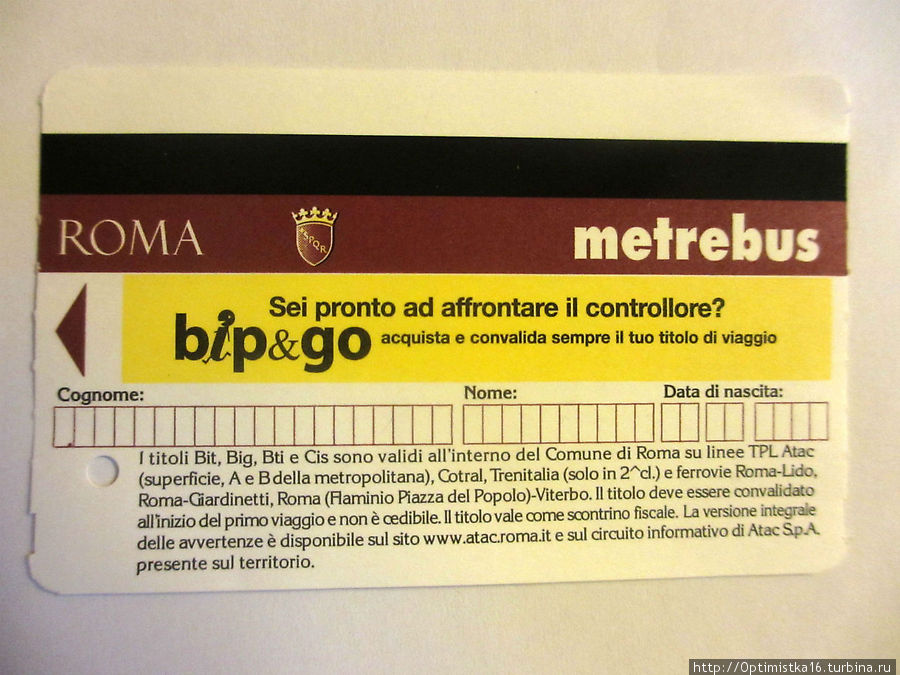 ROMA
SPQR
metrebus
Sei pronto ad affrontare il controllore?
bip&go acquista e convalida sempre il tuo titolo di viaggio
Cognome: Nome: Data di nascita:
I titoli Bit, Big, Bti e Cis sono validi all'interno del Comune di Roma su linee TPL Atac
(superficie, A e B della metropolitana), Cotral, Trenitalia (solo in 2^cl.) e ferrovie Roma-Lido,
Roma-Giardinetti, Roma (Flaminio Piazza del Popolo)-Viterbo. Il titolo deve essere convalidato
all'inizio del primo viaggio e non è cedibile. Il titolo vale come scontrino fiscale. La versione integrale
delle avvertenze è disponibile sul sito www.atac.roma.it e sul circuito informativo di Atac S.p.A.
presente sul territorio.
http://Optimistka16.turbina.ru